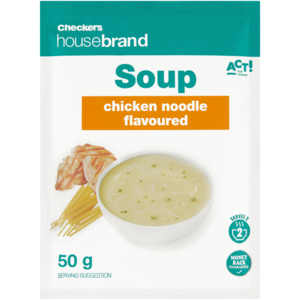 Checkers
housebrand
ACT!
Soup
chicken noodle
flavoured
50 g
SERVING SUGGESTION
SERVES
2
MONEY
BACK
GUARANTEE